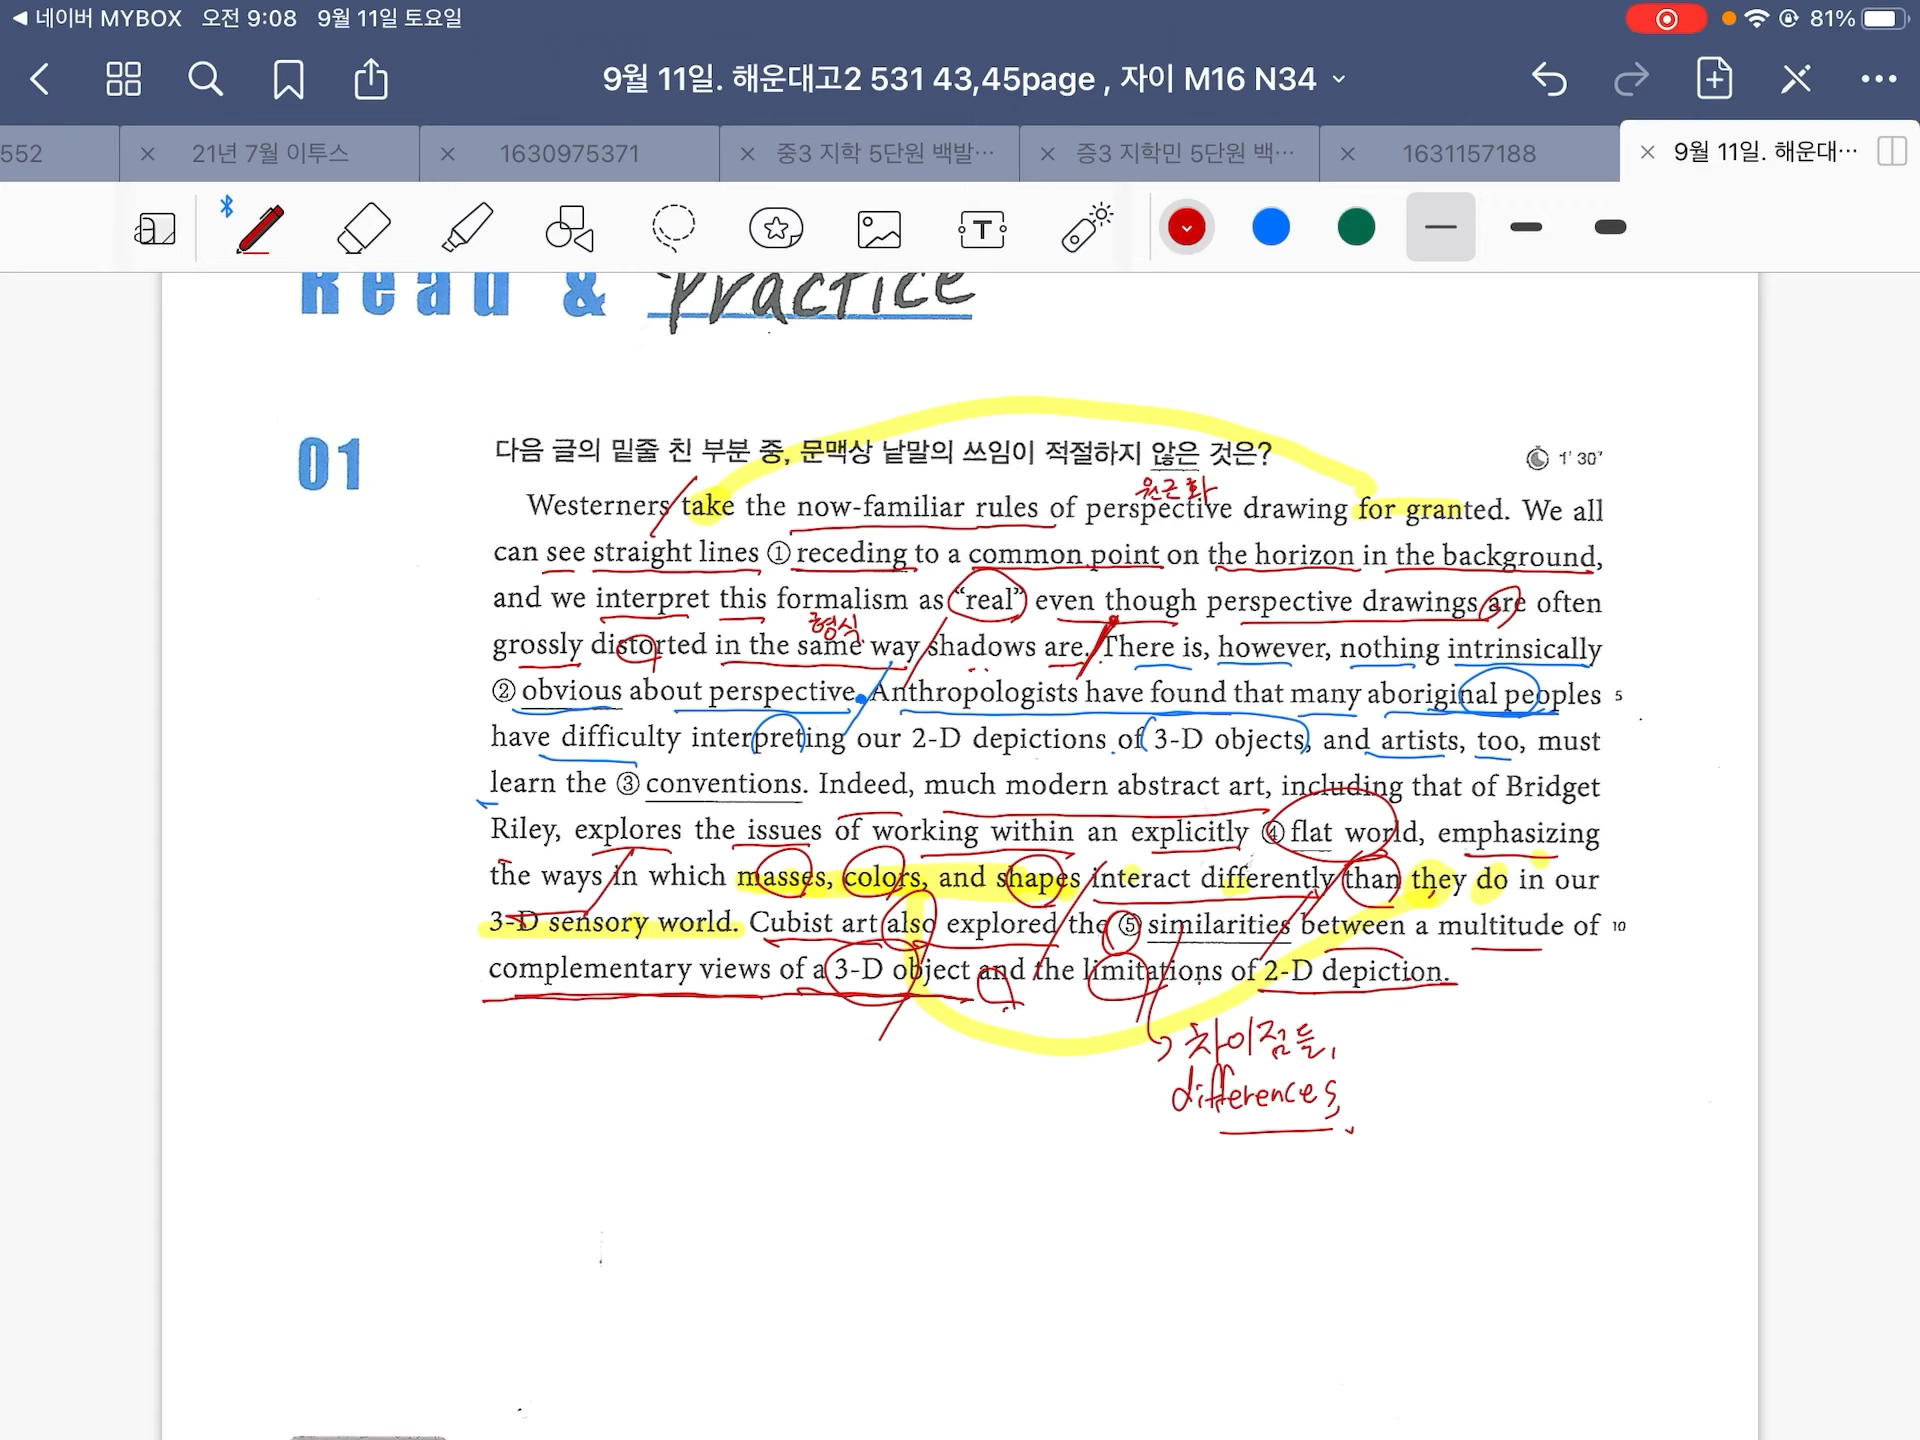 ◀ 네이버 MYBOX 오전 9:08 9월 11일 토요일 81%
9월 11일. 해운대고2 531 43,45page , 자이 M16 N34
552 × 21년 7월 이투스 × 1630975371 × 중3 지학 5단원 백발… × 증3 지학민 5단원 백… × 1631157188 × 9월 11일. 해운대…
Read & Practice
01
다음 글의 밑줄 친 부분 중, 문맥상 낱말의 쓰임이 적절하지 않은 것은?
1' 30"
원근화
Westerners take the now-familiar rules of perspective drawing for granted. We all
can see straight lines ① receding to a common point on the horizon in the background,
and we interpret this formalism as “real” even though perspective drawings are often
형식
grossly distorted in the same way shadows are. There is, however, nothing intrinsically
② obvious about perspective. Anthropologists have found that many aboriginal peoples 5
have difficulty interpreting our 2-D depictions of 3-D objects, and artists, too, must
learn the ③ conventions. Indeed, much modern abstract art, including that of Bridget
Riley, explores the issues of working within an explicitly ④ flat world, emphasizing
the ways in which masses, colors, and shapes interact differently than they do in our
3-D sensory world. Cubist art also explored the ⑤ similarities between a multitude of 10
complementary views of a 3-D object and the limitations of 2-D depiction.
차이점들,
differences,